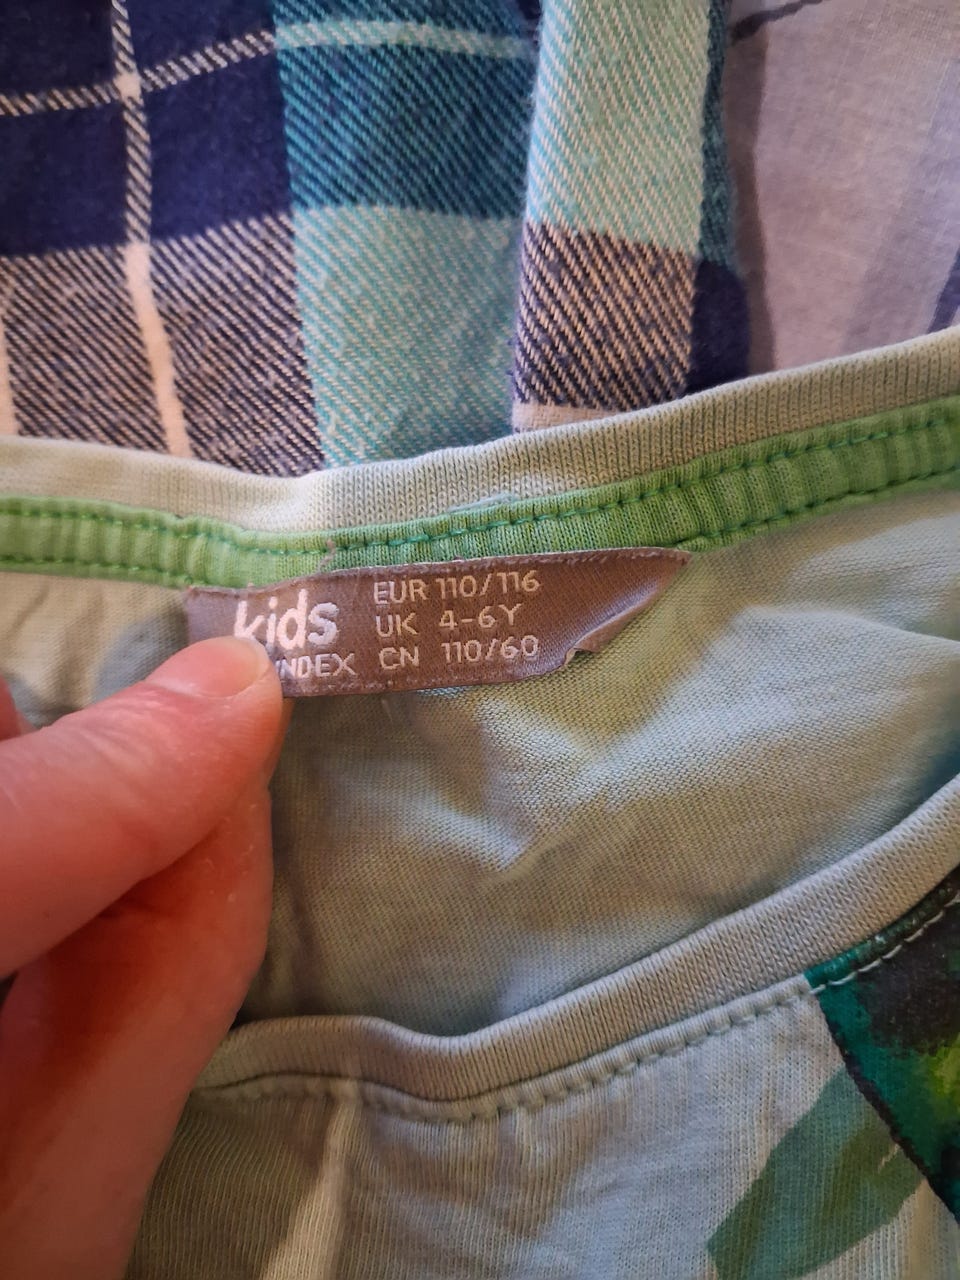 kids
INDEX
EUR 110/116
UK 4-6Y
CN 110/60